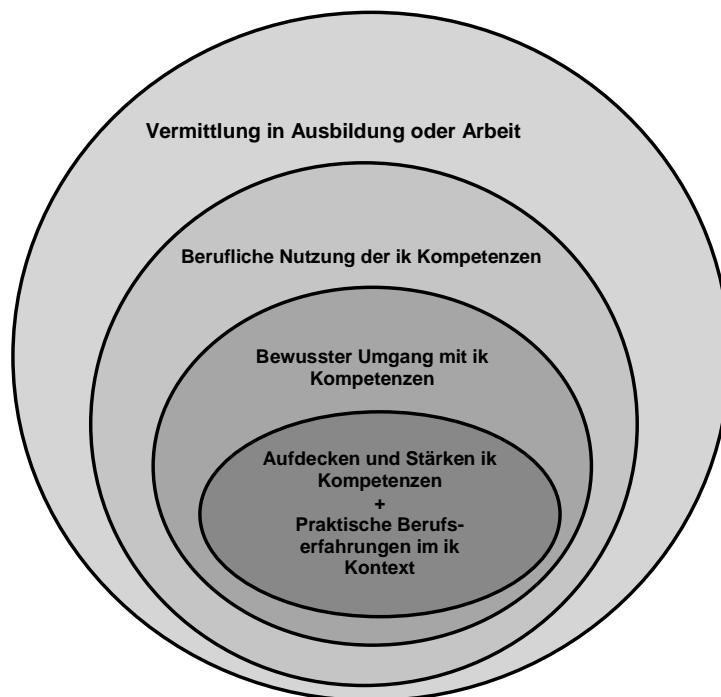 Vermittlung in Ausbildung oder Arbeit
Berufliche Nutzung der ik Kompetenzen
Bewusster Umgang mit ik
Kompetenzen
Aufdecken und Stärken ik
Kompetenzen
+
Praktische Berufs-
erfahrungen im ik
Kontext